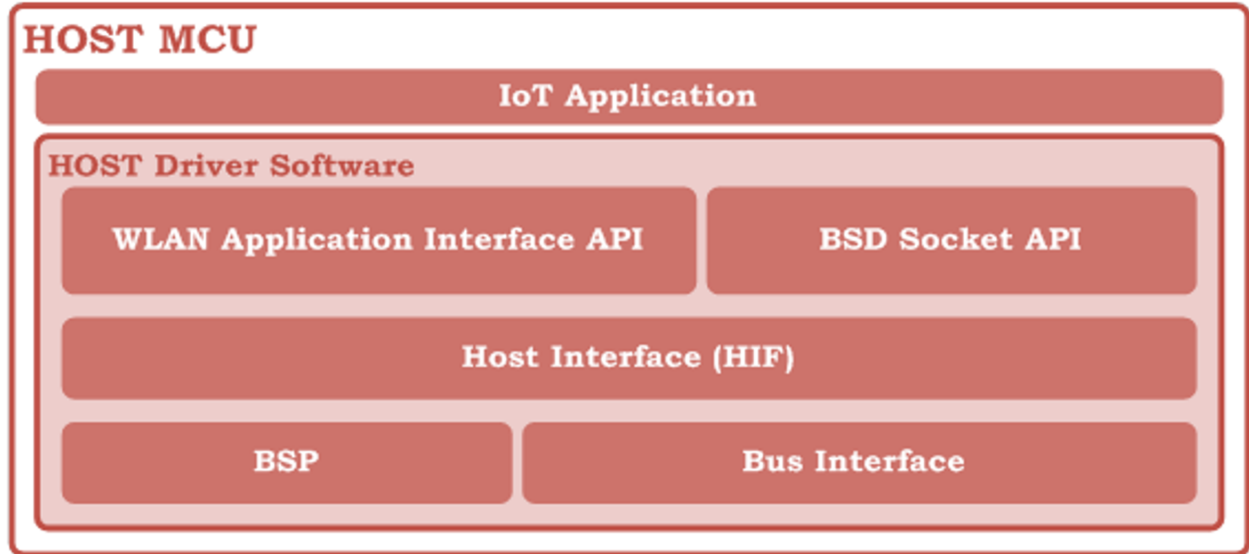 HOST MCU
IoT Application
HOST Driver Software
WLAN Application Interface API
BSD Socket API
Host Interface (HIF)
BSP
Bus Interface